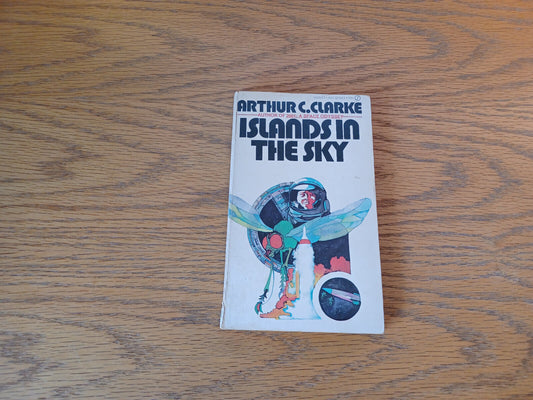 ARTHUR C. CLARKE
AUTHOR OF 2001: A SPACE ODYSSEY
ISLANDS IN
THE SKY